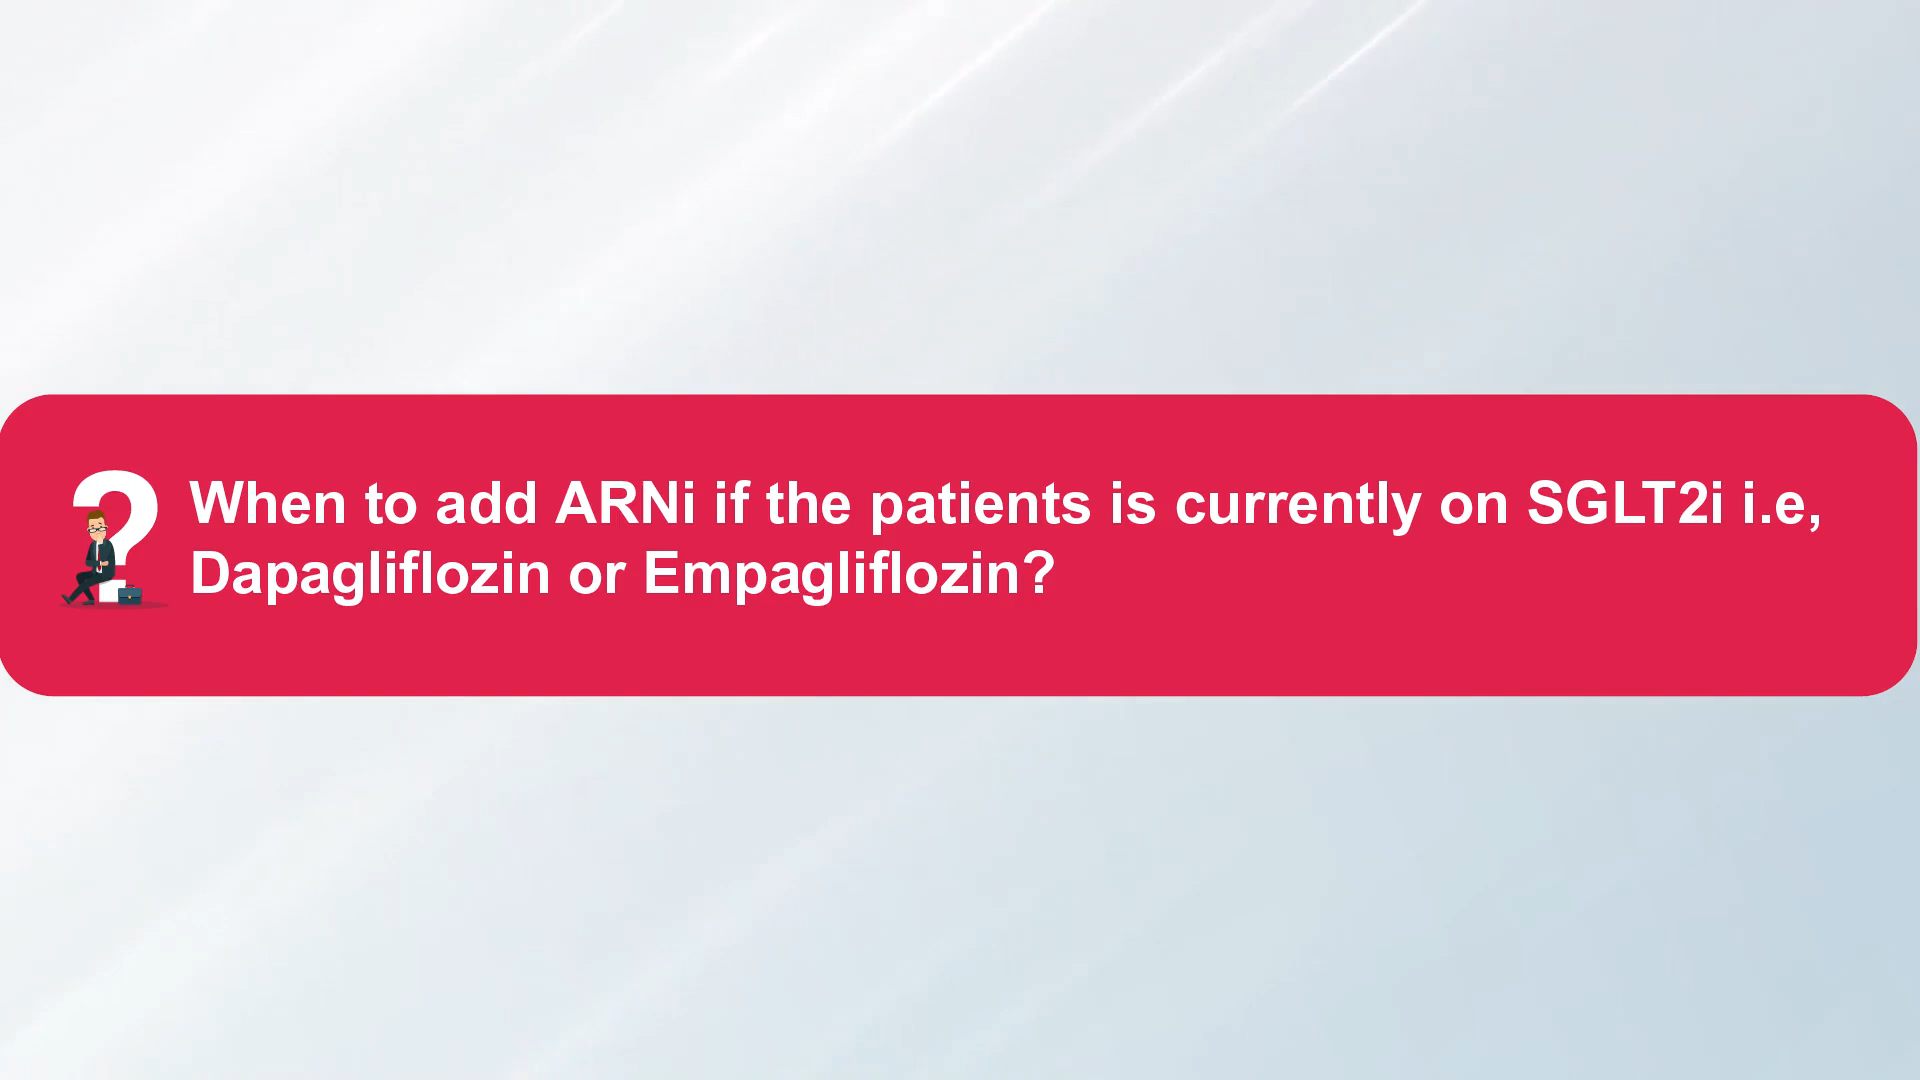 When to add ARNi if the patients is currently on SGLT2i i.e,
Dapagliflozin or Empagliflozin?